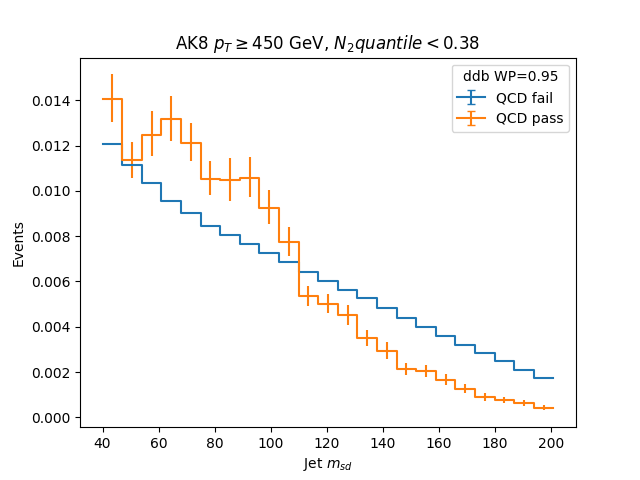 AK8 $p_T \geq 450$ GeV, $N_2quantile < 0.38$
ddb WP=0.95
QCD fail
QCD pass
Events
0.014
0.012
0.010
0.008
0.006
0.004
0.002
0.000
40 60 80 100 120 140 160 180 200
Jet $m_{sd}$